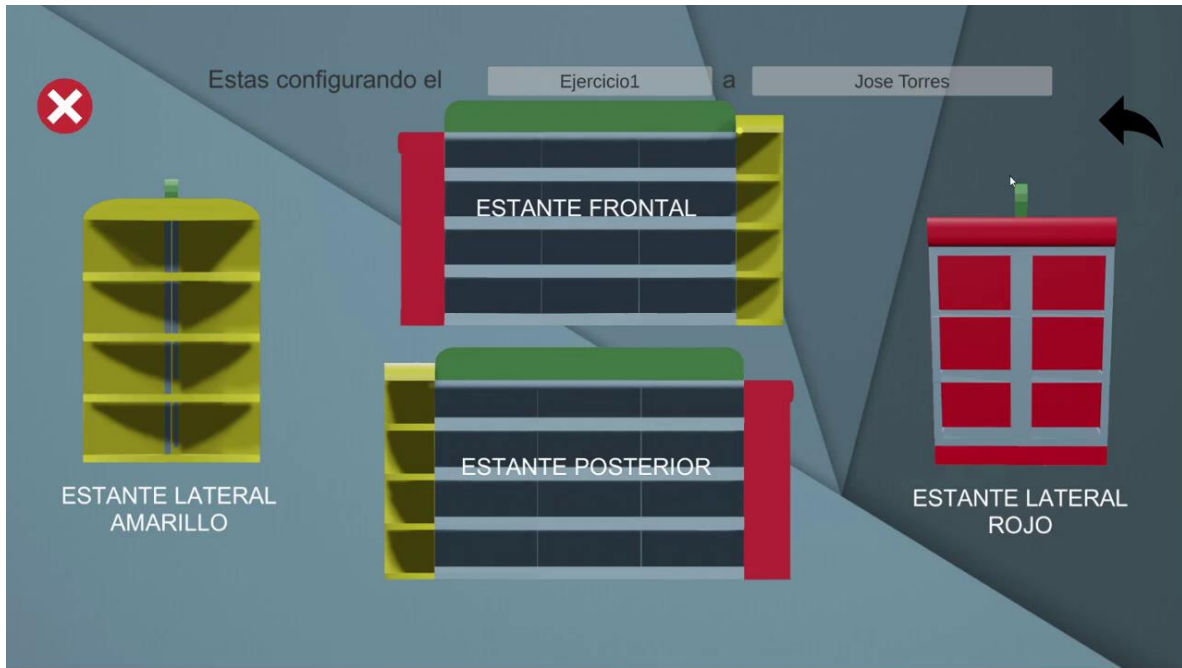 Estas configurando el Ejercicio1 a Jose Torres
ESTANTE FRONTAL
ESTANTE POSTERIOR
ESTANTE LATERAL
AMARILLO
ESTANTE LATERAL
ROJO